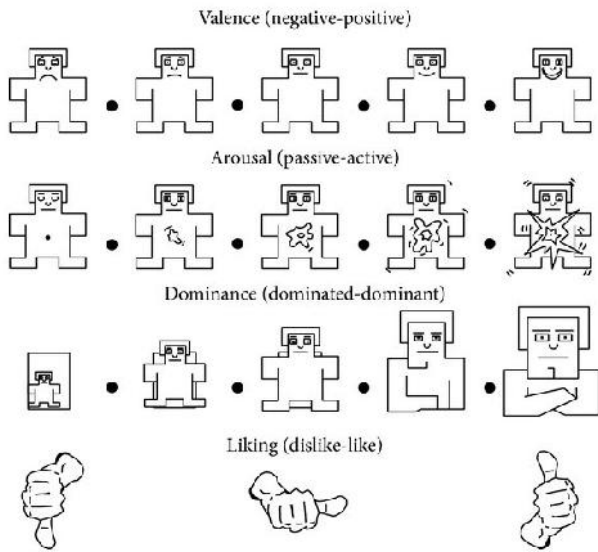 Valence (negative-positive)
Arousal (passive-active)
Dominance (dominated-dominant)
Liking (dislike-like)